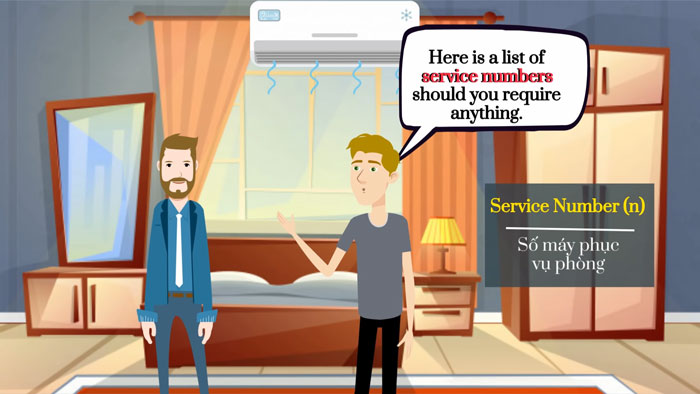 Here is a list of
service numbers
should you require
anything.
Service Number (n)
Số máy phục
vụ phòng